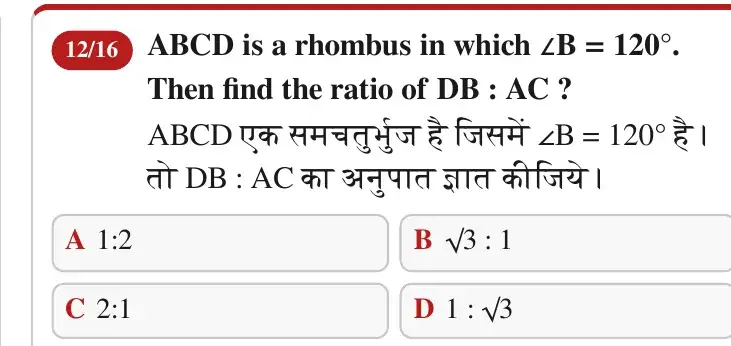 12/16 ABCD is a rhombus in which ∠B = 120°.
Then find the ratio of DB : AC ?
ABCD एक समचतुर्भुज है जिसमें ∠B = 120° है।
तो DB : AC का अनुपात ज्ञात कीजिये।
A 1:2
B √3 : 1
C 2:1
D 1 : √3